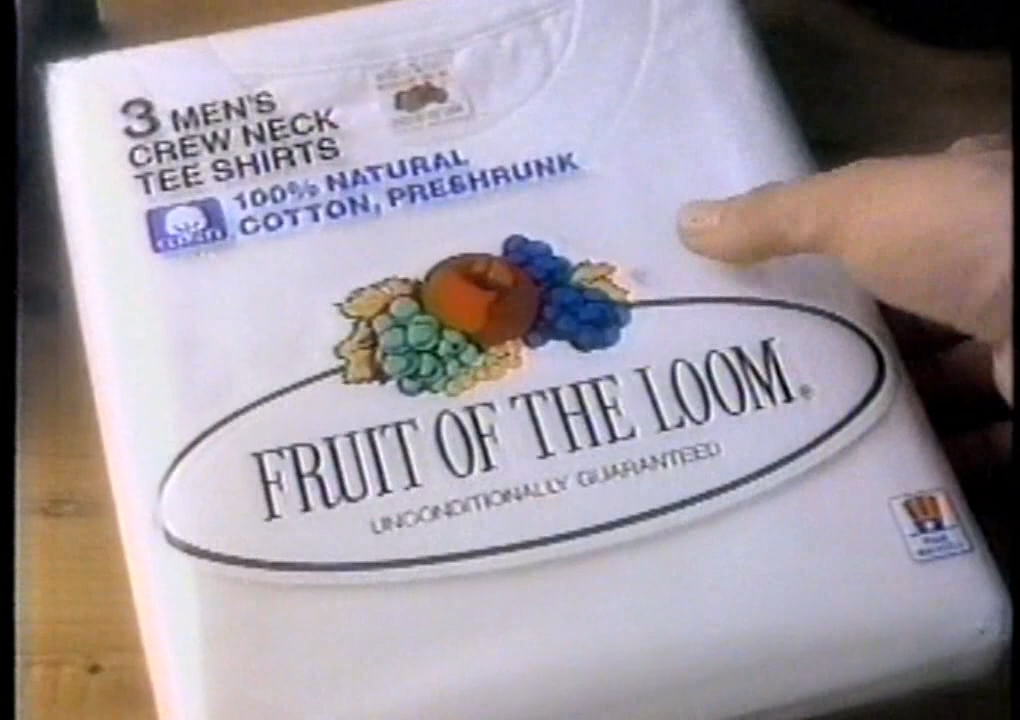 3 MEN'S
CREW NECK
TEE SHIRTS
100% NATURAL
COTTON, PRESHRUNK
FRUIT OF THE LOOM®
UNCONDITIONALLY GUARANTEED